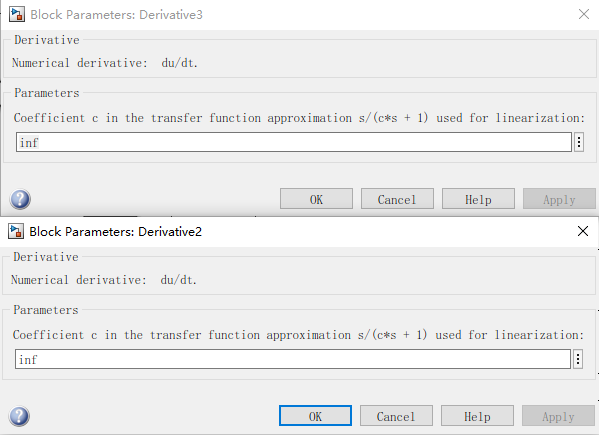 Block Parameters: Derivative3
Derivative
Numerical derivative: du/dt.
Parameters
Coefficient c in the transfer function approximation s/(c*s + 1) used for linearization:
inf
OK Cancel Help Apply
Block Parameters: Derivative2
Derivative
Numerical derivative: du/dt.
Parameters
Coefficient c in the transfer function approximation s/(c*s + 1) used for linearization:
inf
OK Cancel Help Apply